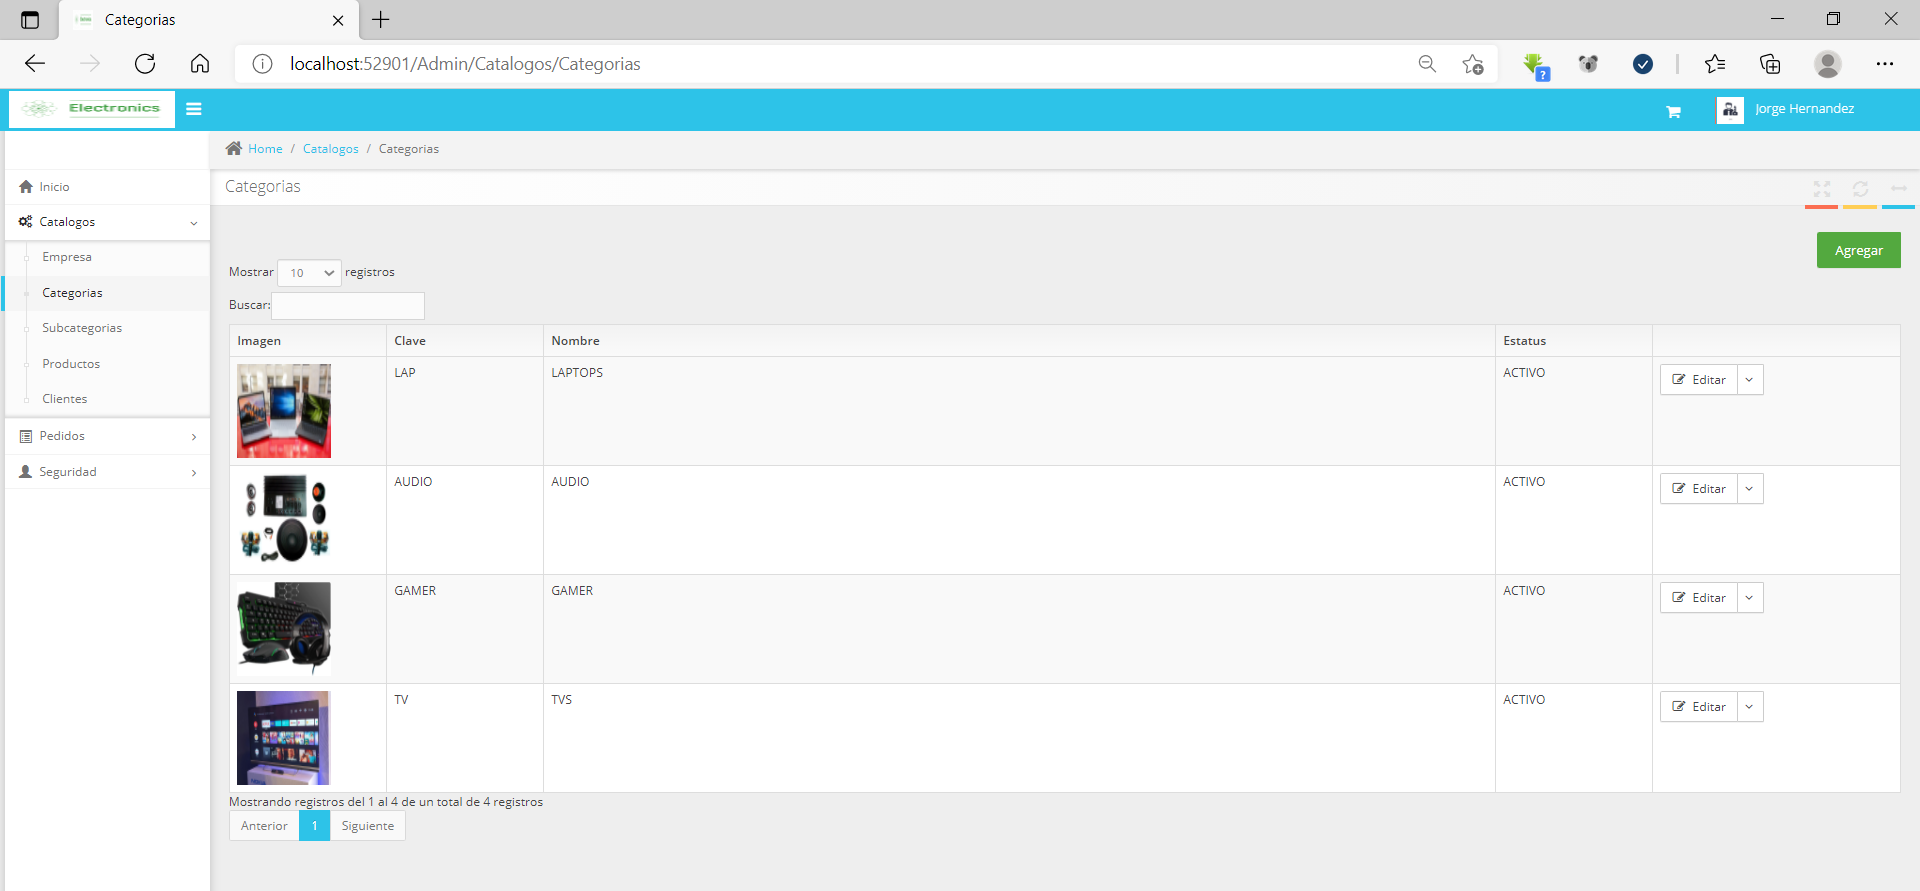 Categorias
localhost:52901/Admin/Catalogos/Categorias
Electronics
Jorge Hernandez
Home / Catalogos / Categorias
Inicio
Catalogos
Empresa
Categorias
Subcategorias
Productos
Clientes
Pedidos
Seguridad
Categorias
Agregar
Mostrar 10 registros
Buscar:
Imagen Clave Nombre Estatus
LAP LAPTOPS ACTIVO Editar
AUDIO AUDIO ACTIVO Editar
GAMER GAMER ACTIVO Editar
TV TVS ACTIVO Editar
Mostrando registros del 1 al 4 de un total de 4 registros
Anterior 1 Siguiente